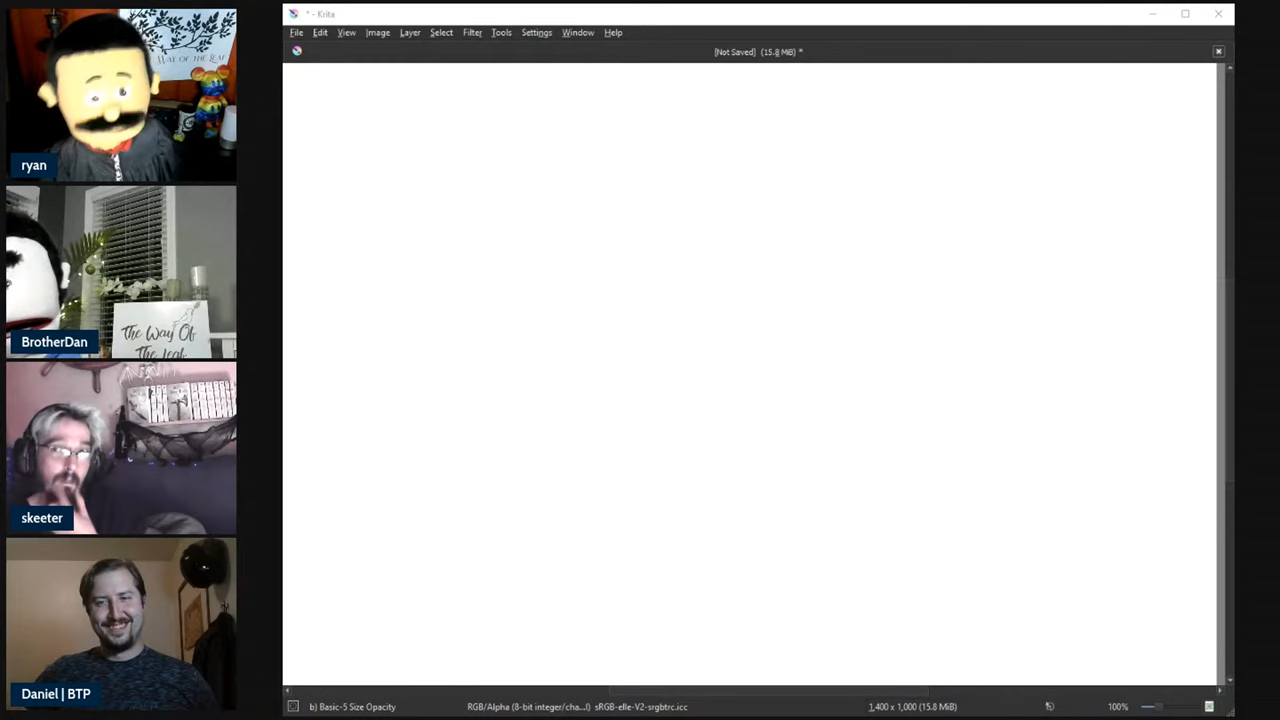 WAY OF THE LEAF
ryan
The Way Of
The Leaf
BrotherDan
skeeter
Daniel | BTP
* - Krita
File Edit View Image Layer Select Filter Tools Settings Window Help
[Not Saved] (15.8 MiB) *
b) Basic-5 Size Opacity RGB/Alpha (8-bit integer/cha...) sRGB-elle-V2-srgbtrc.icc 1,400 x 1,000 (15.8 MiB) 100%